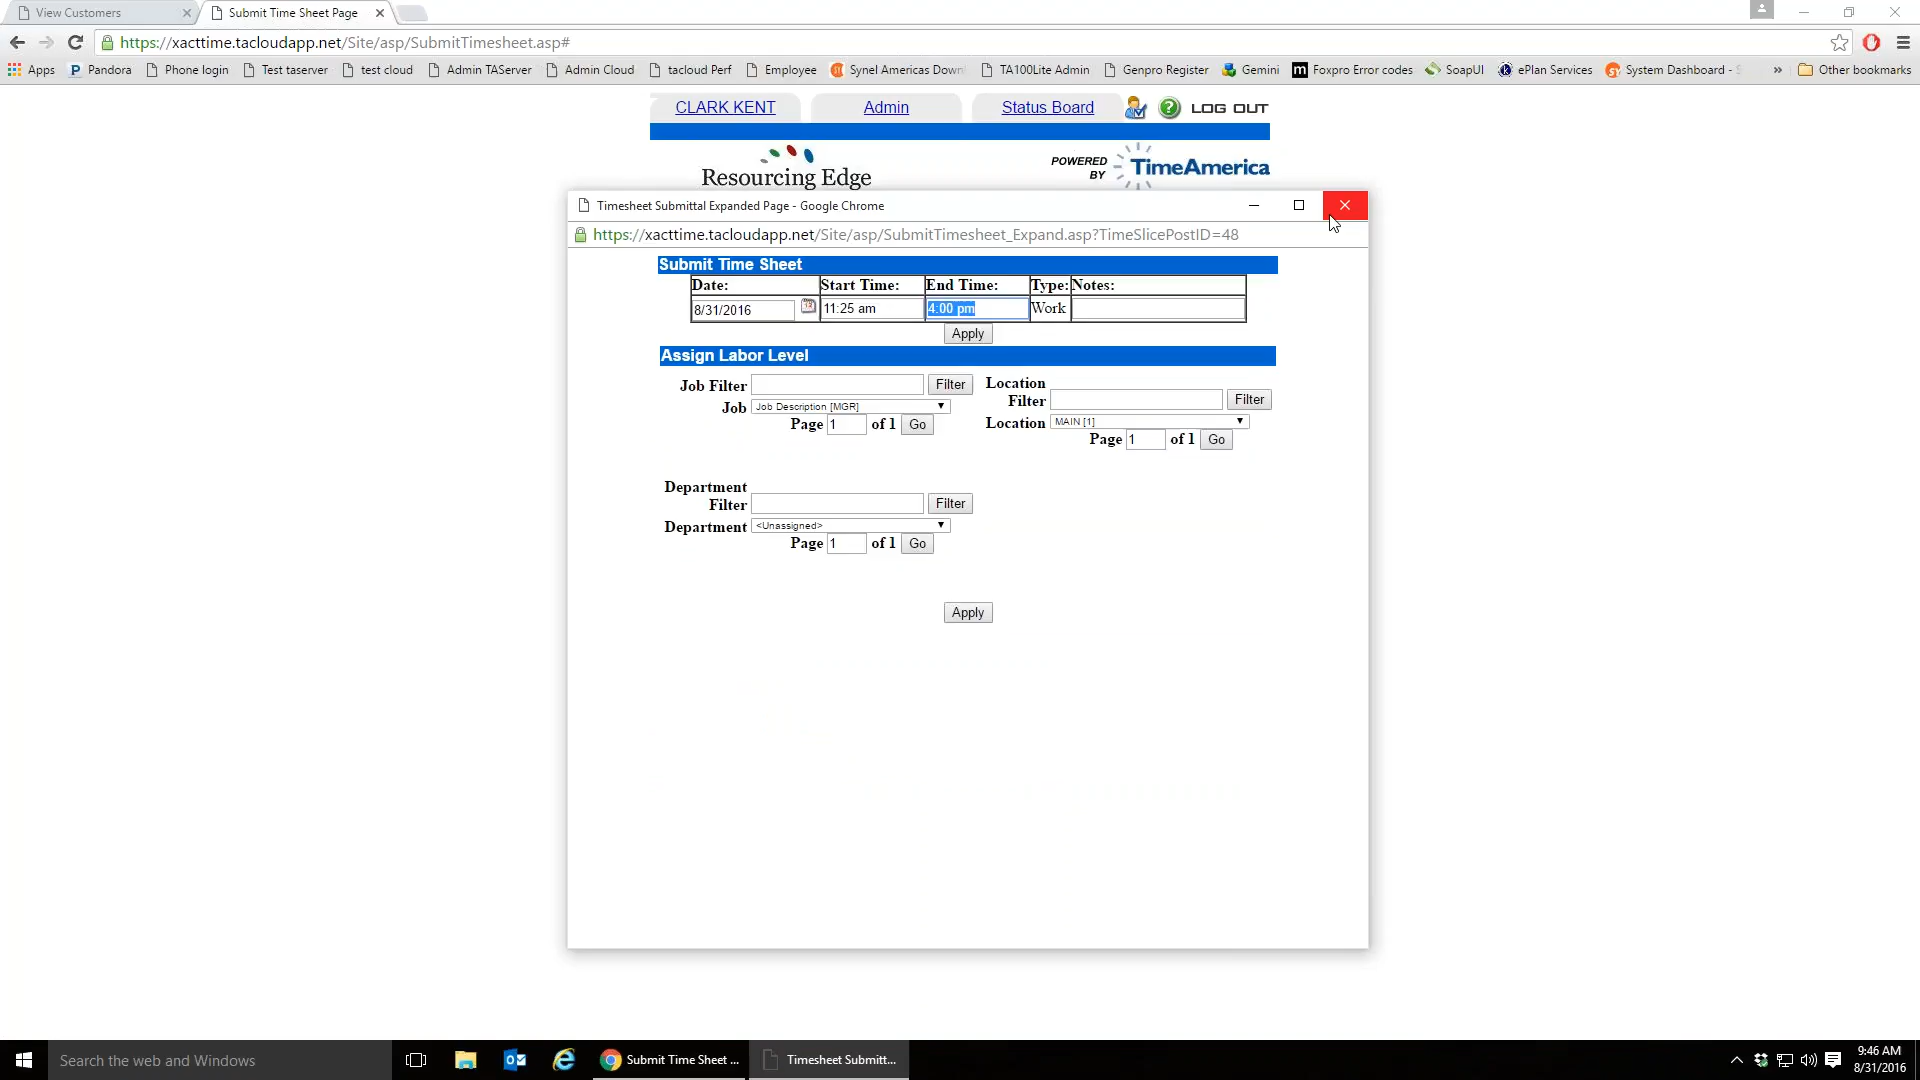 View Customers
Submit Time Sheet Page
https://xacttime.tacloudapp.net/Site/asp/SubmitTimesheet.asp#
Apps Pandora Phone login Test taserver test cloud Admin TAServer Admin Cloud tacloud Perf Employee Synel Americas Down TA100Lite Admin Genpro Register Gemini Foxpro Error codes SoapUI ePlan Services System Dashboard - S » Other bookmarks
CLARK KENT Admin Status Board LOG OUT
Resourcing Edge
POWERED BY TimeAmerica
Timesheet Submittal Expanded Page - Google Chrome
https://xacttime.tacloudapp.net/Site/asp/SubmitTimesheet_Expand.asp?TimeSlicePostID=48
Submit Time Sheet
Date: Start Time: End Time: Type: Notes:
8/31/2016 11:25 am 4:00 pm Work
Apply
Assign Labor Level
Job Filter Filter
Job Job Description [MGR]
Page 1 of 1 Go
Location
Filter Filter
Location MAIN [1]
Page 1 of 1 Go
Department
Filter Filter
Department <Unassigned>
Page 1 of 1 Go
Apply
Search the web and Windows
Submit Time Sheet ...
Timesheet Submitt...
9:46 AM
8/31/2016